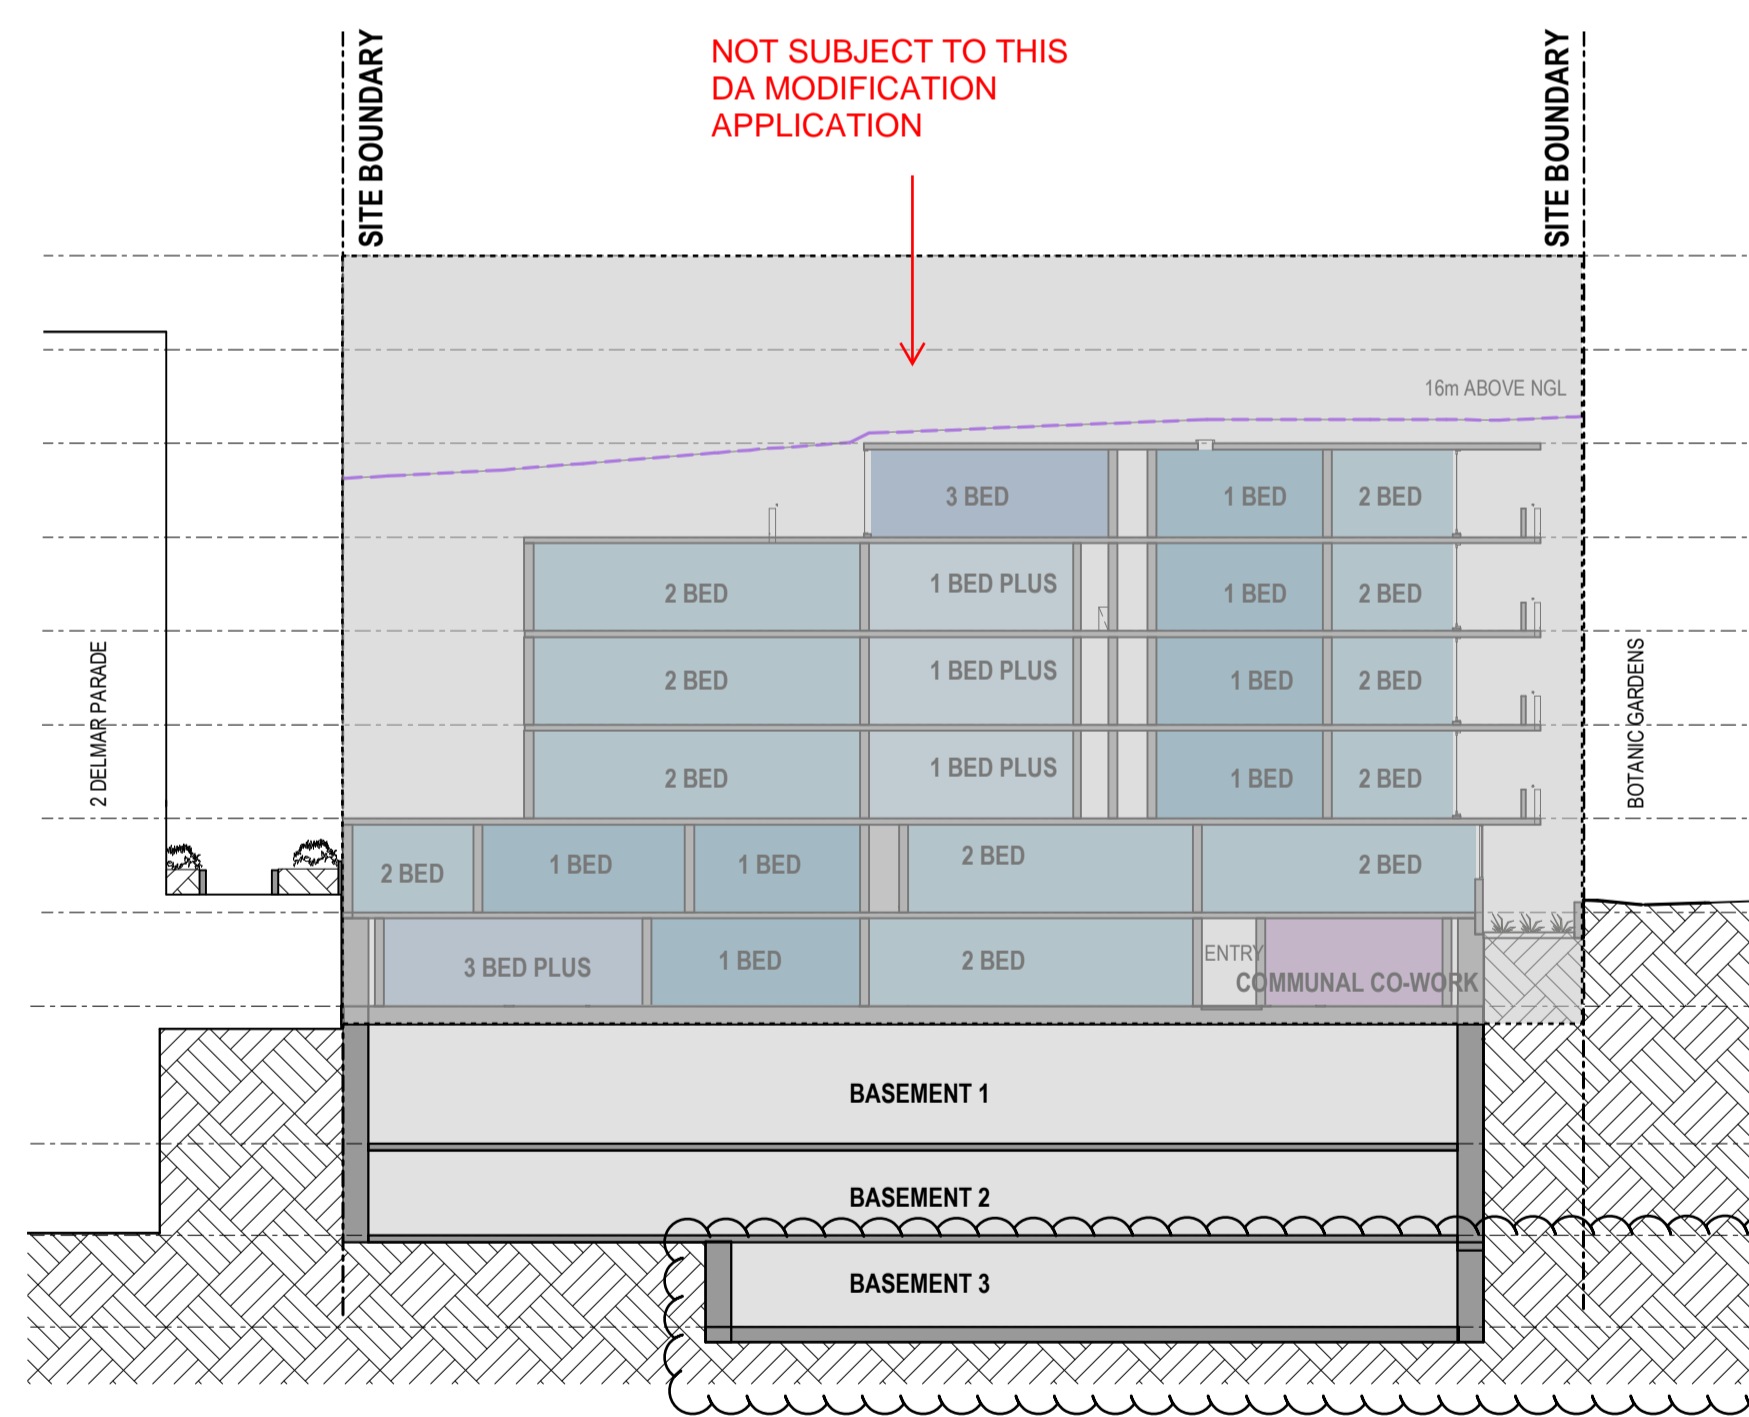 SITE BOUNDARY
NOT SUBJECT TO THIS
DA MODIFICATION
APPLICATION
SITE BOUNDARY
16m ABOVE NGL
3 BED
1 BED
2 BED
2 BED
1 BED PLUS
1 BED
2 BED
2 BED
1 BED PLUS
1 BED
2 BED
2 DELMAR PARADE
BOTANIC GARDENS
2 BED
1 BED PLUS
1 BED
2 BED
2 BED
1 BED
1 BED
2 BED
2 BED
3 BED PLUS
1 BED
2 BED
ENTRY
COMMUNAL CO-WORK
BASEMENT 1
BASEMENT 2
BASEMENT 3